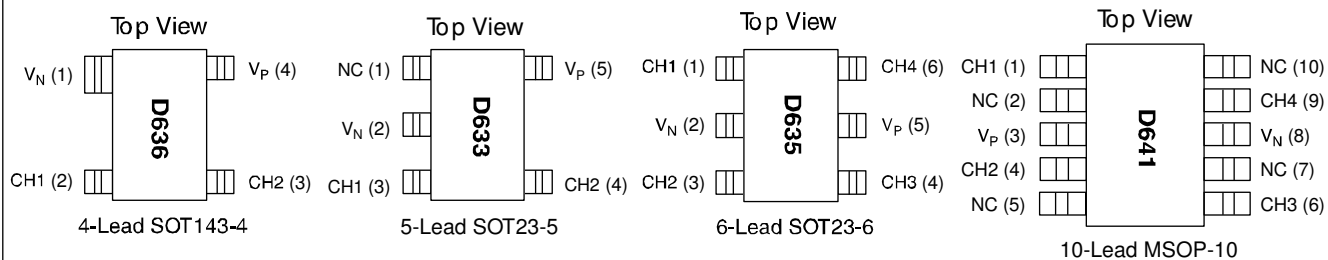 Top View
V_N (1)
V_P (4)
D636
CH1 (2)
CH2 (3)
4-Lead SOT143-4
Top View
NC (1)
V_P (5)
V_N (2)
D633
CH1 (3)
CH2 (4)
5-Lead SOT23-5
Top View
CH1 (1)
CH4 (6)
V_N (2)
D635
V_P (5)
CH2 (3)
CH3 (4)
6-Lead SOT23-6
Top View
CH1 (1)
NC (10)
NC (2)
CH4 (9)
V_P (3)
D641
V_N (8)
CH2 (4)
NC (7)
NC (5)
CH3 (6)
10-Lead MSOP-10